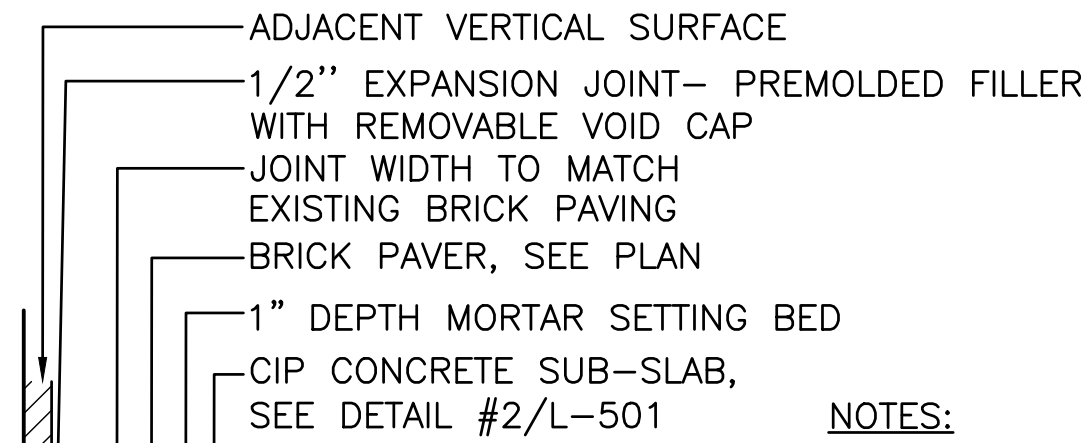 ADJACENT VERTICAL SURFACE
1/2'' EXPANSION JOINT– PREMOLDED FILLER
WITH REMOVABLE VOID CAP
JOINT WIDTH TO MATCH
EXISTING BRICK PAVING
BRICK PAVER, SEE PLAN
1” DEPTH MORTAR SETTING BED
CIP CONCRETE SUB–SLAB,
SEE DETAIL #2/L–501
NOTES: